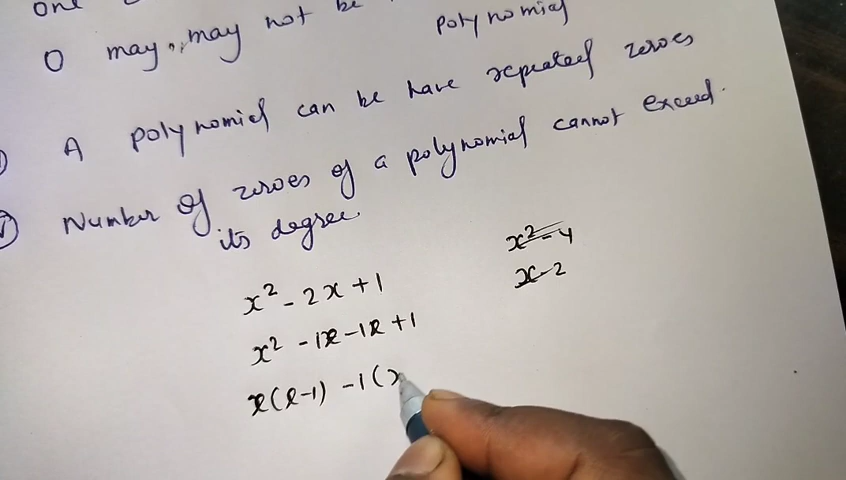 one
0 may, may not be
polynomial
A polynomial can be have repeated zeroes
Number of zeroes of a polynomial cannot exceed.
its degree.
x² - 4
x - 2
x² - 2x + 1
x² - 1x - 1x + 1
x(x-1) - 1(x